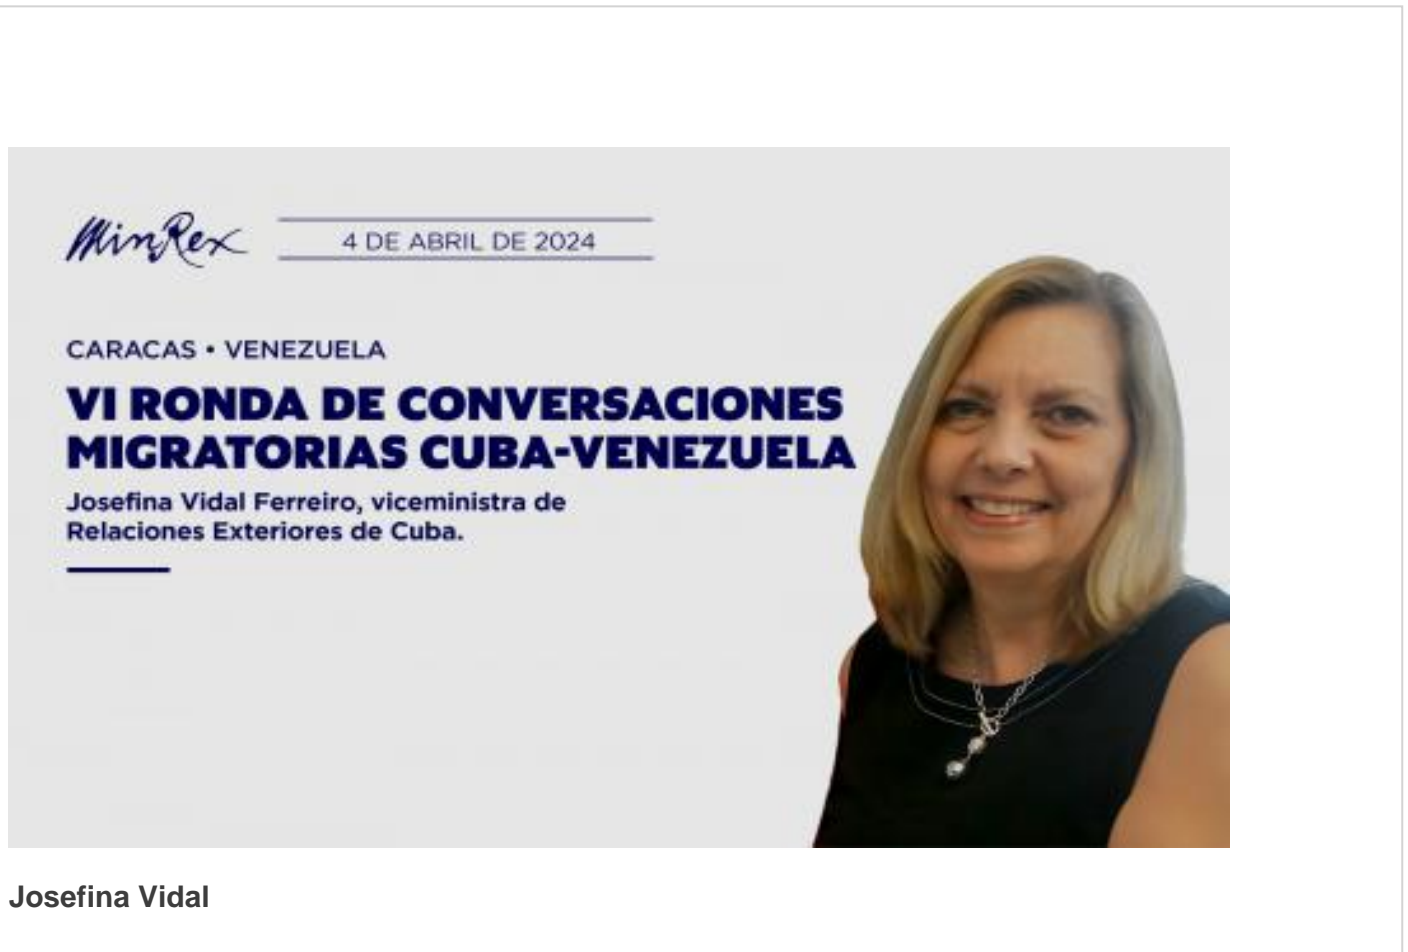 MinRex
4 DE ABRIL DE 2024
CARACAS • VENEZUELA
VI RONDA DE CONVERSACIONES
MIGRATORIAS CUBA-VENEZUELA
Josefina Vidal Ferreiro, viceministra de
Relaciones Exteriores de Cuba.
Josefina Vidal